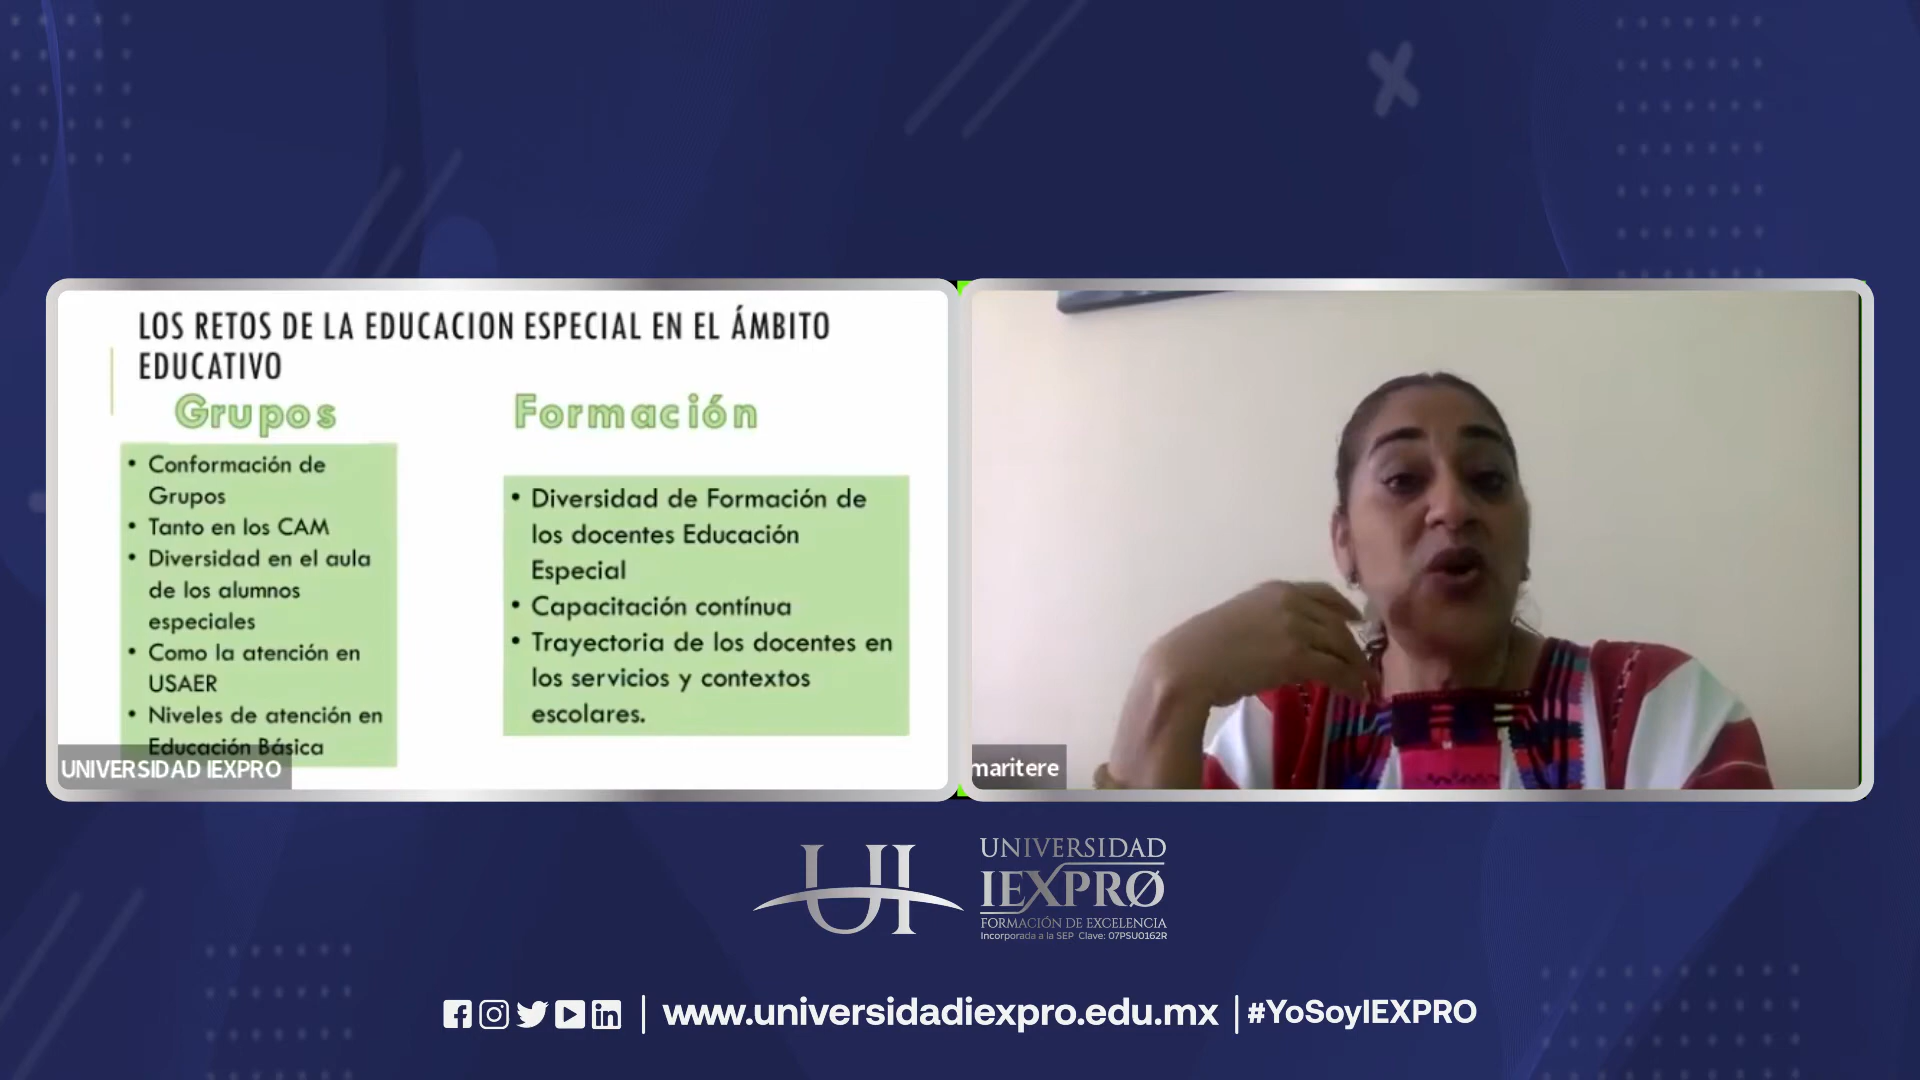 LOS RETOS DE LA EDUCACION ESPECIAL EN EL ÁMBITO
EDUCATIVO
Grupos
• Conformación de
Grupos
• Tanto en los CAM
• Diversidad en el aula
de los alumnos
especiales
• Como la atención en
USAER
• Niveles de atención en
Educación Básica
Formación
• Diversidad de Formación de
los docentes Educación
Especial
• Capacitación contínua
• Trayectoria de los docentes en
los servicios y contextos
escolares.
UNIVERSIDAD IEXPRO
maritere
UI
UNIVERSIDAD
IEXPRØ
FORMACIÓN DE EXCELENCIA
Incorporada a la SEP Clave: 07PSU0162R
| www.universidadiexpro.edu.mx | #YoSoyIEXPRO